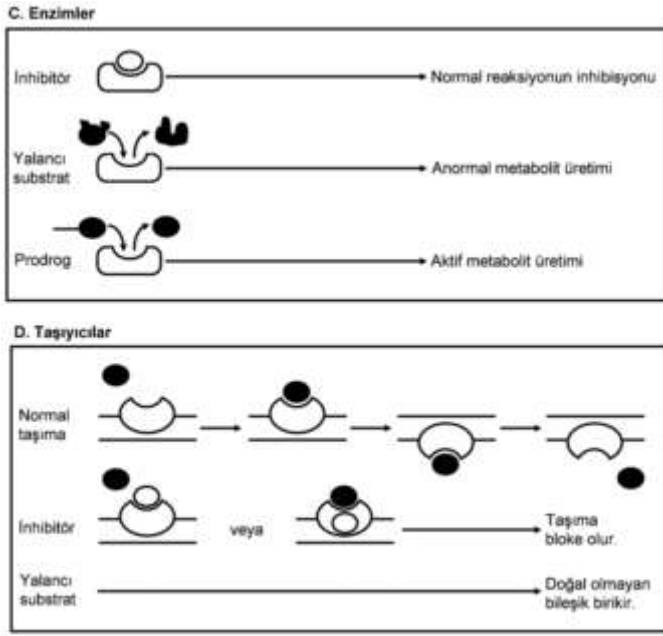 C. Enzimler
İnhibitör
Normal reaksiyonun inhibisyonu
Yalancı
substrat
Anormal metabolit üretimi
Prodrog
Aktif metabolit üretimi
D. Taşıyıcılar
Normal
taşıma
İnhibitör
veya
Taşıma
bloke olur.
Yalancı
substrat
Doğal olmayan
bileşik birikir.